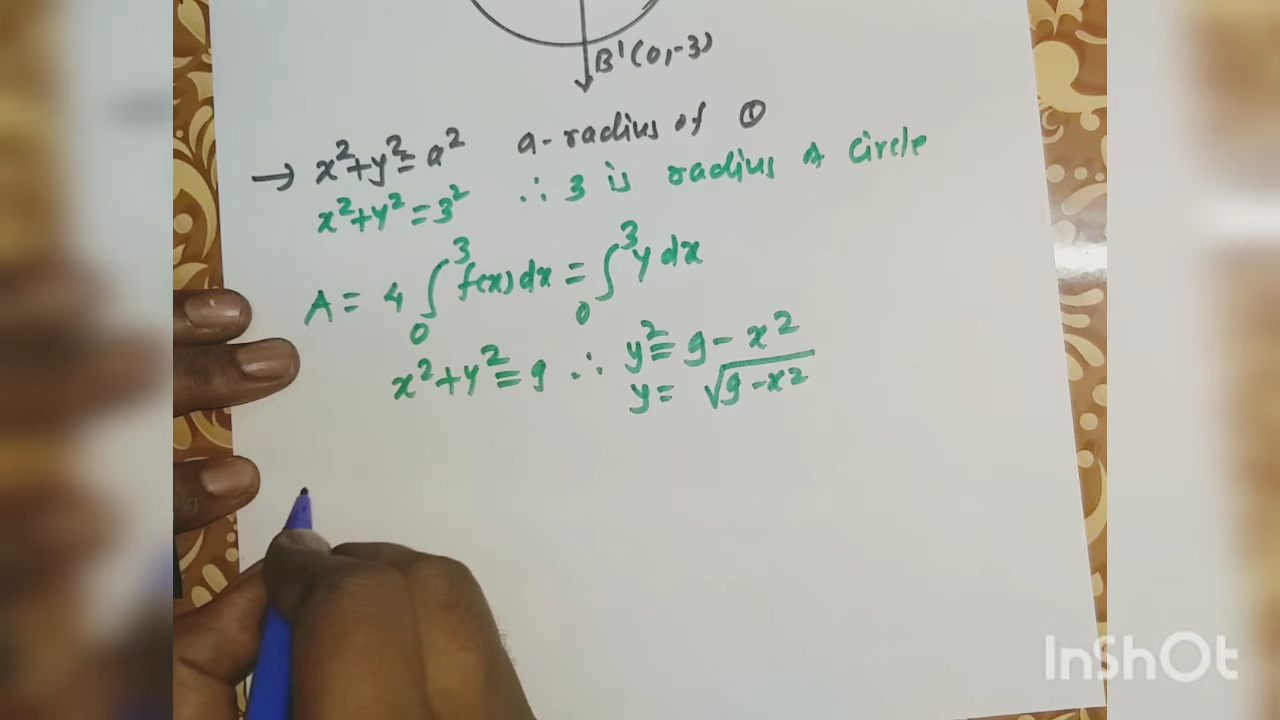 B'(0,-3)
→ x²+y²=a² a-radius of ⊙
x²+y²=3² ∴ 3 is radius of circle
A = 4 ∫₀³ f(x)dx = ∫₀³ y dx
x²+y²=9 ∴ y²=9-x²
y= √9-x²
InShOt